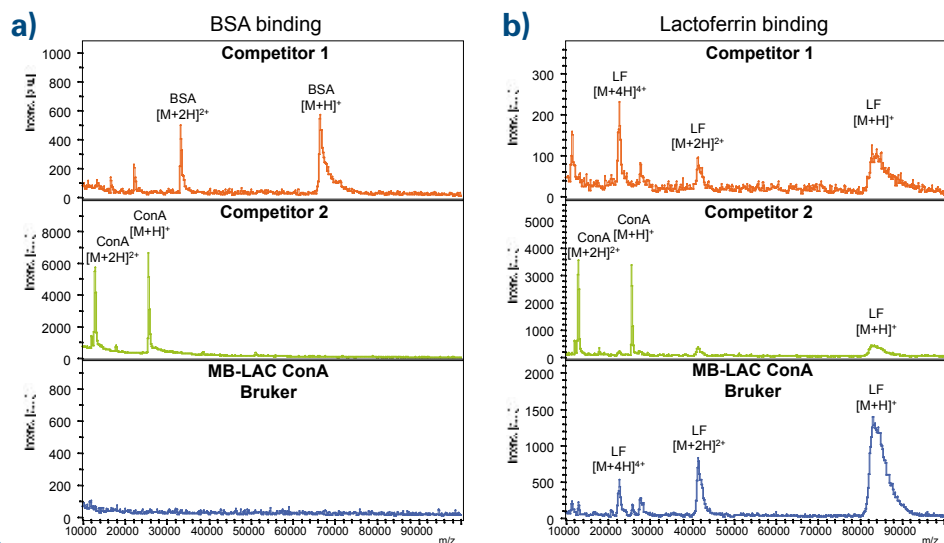 a)
BSA binding
Competitor 1
1000
800
600
400
200
0
BSA
[M+2H]²⁺
BSA
[M+H]⁺
Competitor 2
8000
6000
4000
2000
0
ConA
[M+2H]²⁺
ConA
[M+H]⁺
MB-LAC ConA
Bruker
800
600
400
200
0
10000 20000 30000 40000 50000 60000 70000 80000 90000
m/z
b)
Lactoferrin binding
Competitor 1
300
200
100
0
LF
[M+4H]⁴⁺
LF
[M+2H]²⁺
LF
[M+H]⁺
Competitor 2
5000
4000
3000
2000
1000
0
ConA
[M+2H]²⁺
ConA
[M+H]⁺
LF
[M+H]⁺
MB-LAC ConA
Bruker
1500
1000
500
0
LF
[M+4H]⁴⁺
LF
[M+2H]²⁺
LF
[M+H]⁺
10000 20000 30000 40000 50000 60000 70000 80000 90000
m/z